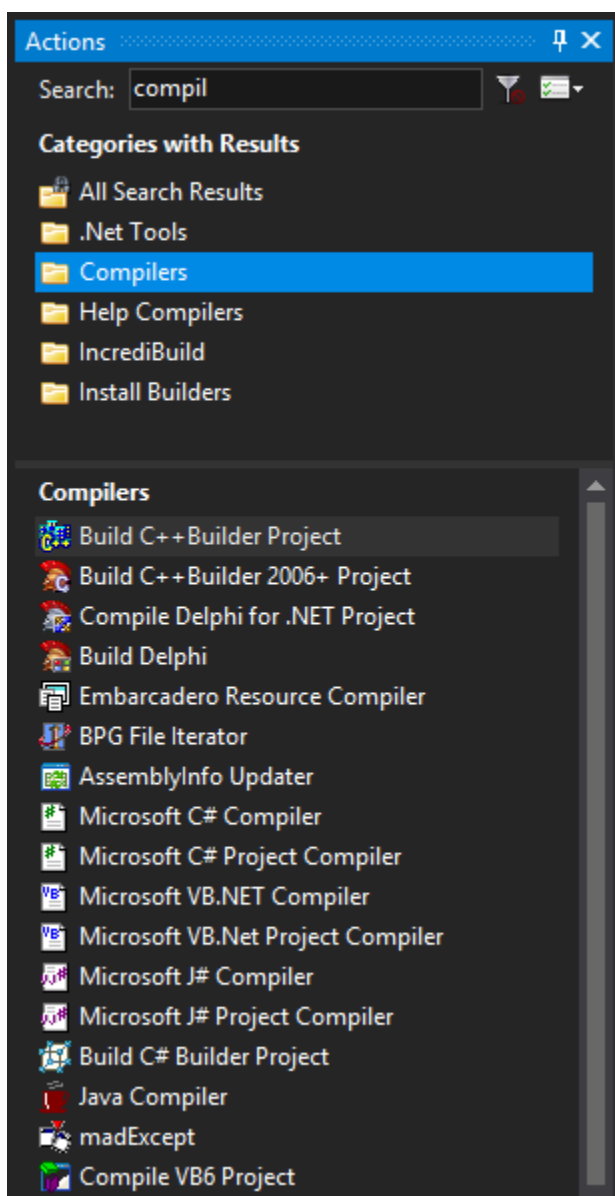 Actions
Search: compil
Categories with Results
All Search Results
.Net Tools
Compilers
Help Compilers
IncrediBuild
Install Builders
Compilers
Build C++Builder Project
Build C++Builder 2006+ Project
Compile Delphi for .NET Project
Build Delphi
Embarcadero Resource Compiler
BPG File Iterator
AssemblyInfo Updater
Microsoft C# Compiler
Microsoft C# Project Compiler
Microsoft VB.NET Compiler
Microsoft VB.Net Project Compiler
Microsoft J# Compiler
Microsoft J# Project Compiler
Build C# Builder Project
Java Compiler
madExcept
Compile VB6 Project